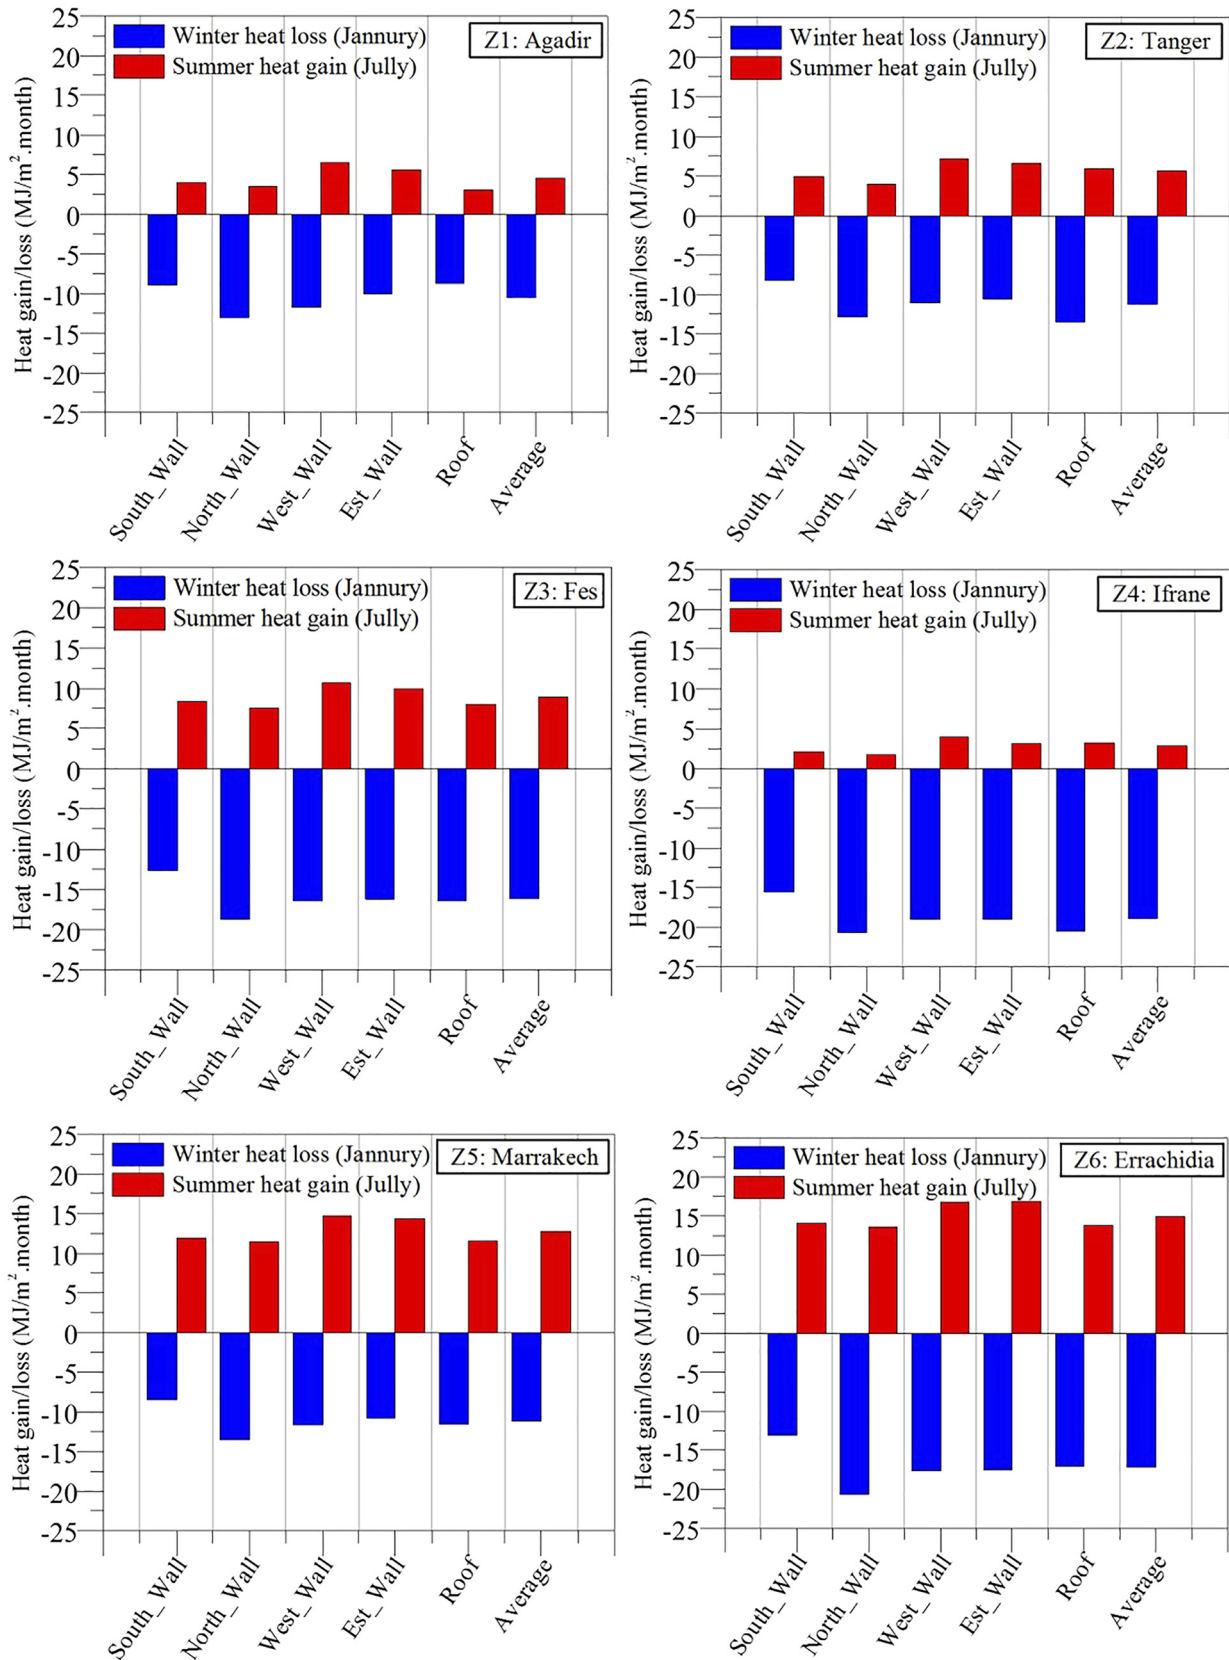 Heat gain/loss (MJ/m².month)
25
20
15
10
5
0
-5
-10
-15
-20
-25
Winter heat loss (Jannury)
Summer heat gain (Jully)
Z1: Agadir
South_Wall
North_Wall
West_Wall
Est_Wall
Roof
Average
Heat gain/loss (MJ/m².month)
25
20
15
10
5
0
-5
-10
-15
-20
-25
Winter heat loss (Jannury)
Summer heat gain (Jully)
Z2: Tanger
South_Wall
North_Wall
West_Wall
Est_Wall
Roof
Average
Heat gain/loss (MJ/m².month)
25
20
15
10
5
0
-5
-10
-15
-20
-25
Winter heat loss (Jannury)
Summer heat gain (Jully)
Z3: Fes
South_Wall
North_Wall
West_Wall
Est_Wall
Roof
Average
Heat gain/loss (MJ/m².month)
25
20
15
10
5
0
-5
-10
-15
-20
-25
Winter heat loss (Jannury)
Summer heat gain (Jully)
Z4: Ifrane
South_Wall
North_Wall
West_Wall
Est_Wall
Roof
Average
Heat gain/loss (MJ/m².month)
25
20
15
10
5
0
-5
-10
-15
-20
-25
Winter heat loss (Jannury)
Summer heat gain (Jully)
Z5: Marrakech
South_Wall
North_Wall
West_Wall
Est_Wall
Roof
Average
Heat gain/loss (MJ/m².month)
25
20
15
10
5
0
-5
-10
-15
-20
-25
Winter heat loss (Jannury)
Summer heat gain (Jully)
Z6: Errachidia
South_Wall
North_Wall
West_Wall
Est_Wall
Roof
Average